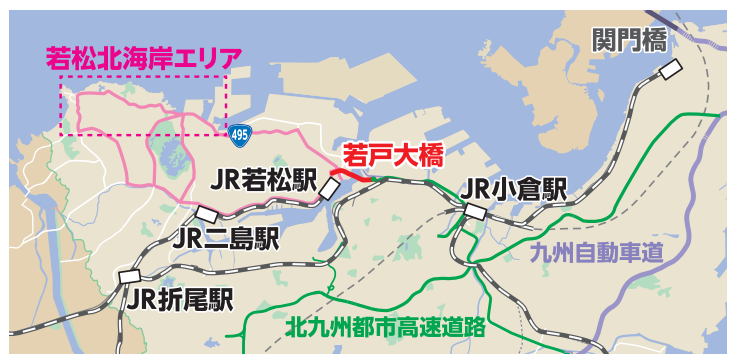 関門橋
若松北海岸エリア
495
若戸大橋
JR若松駅
JR小倉駅
JR二島駅
九州自動車道
JR折尾駅
北九州都市高速道路